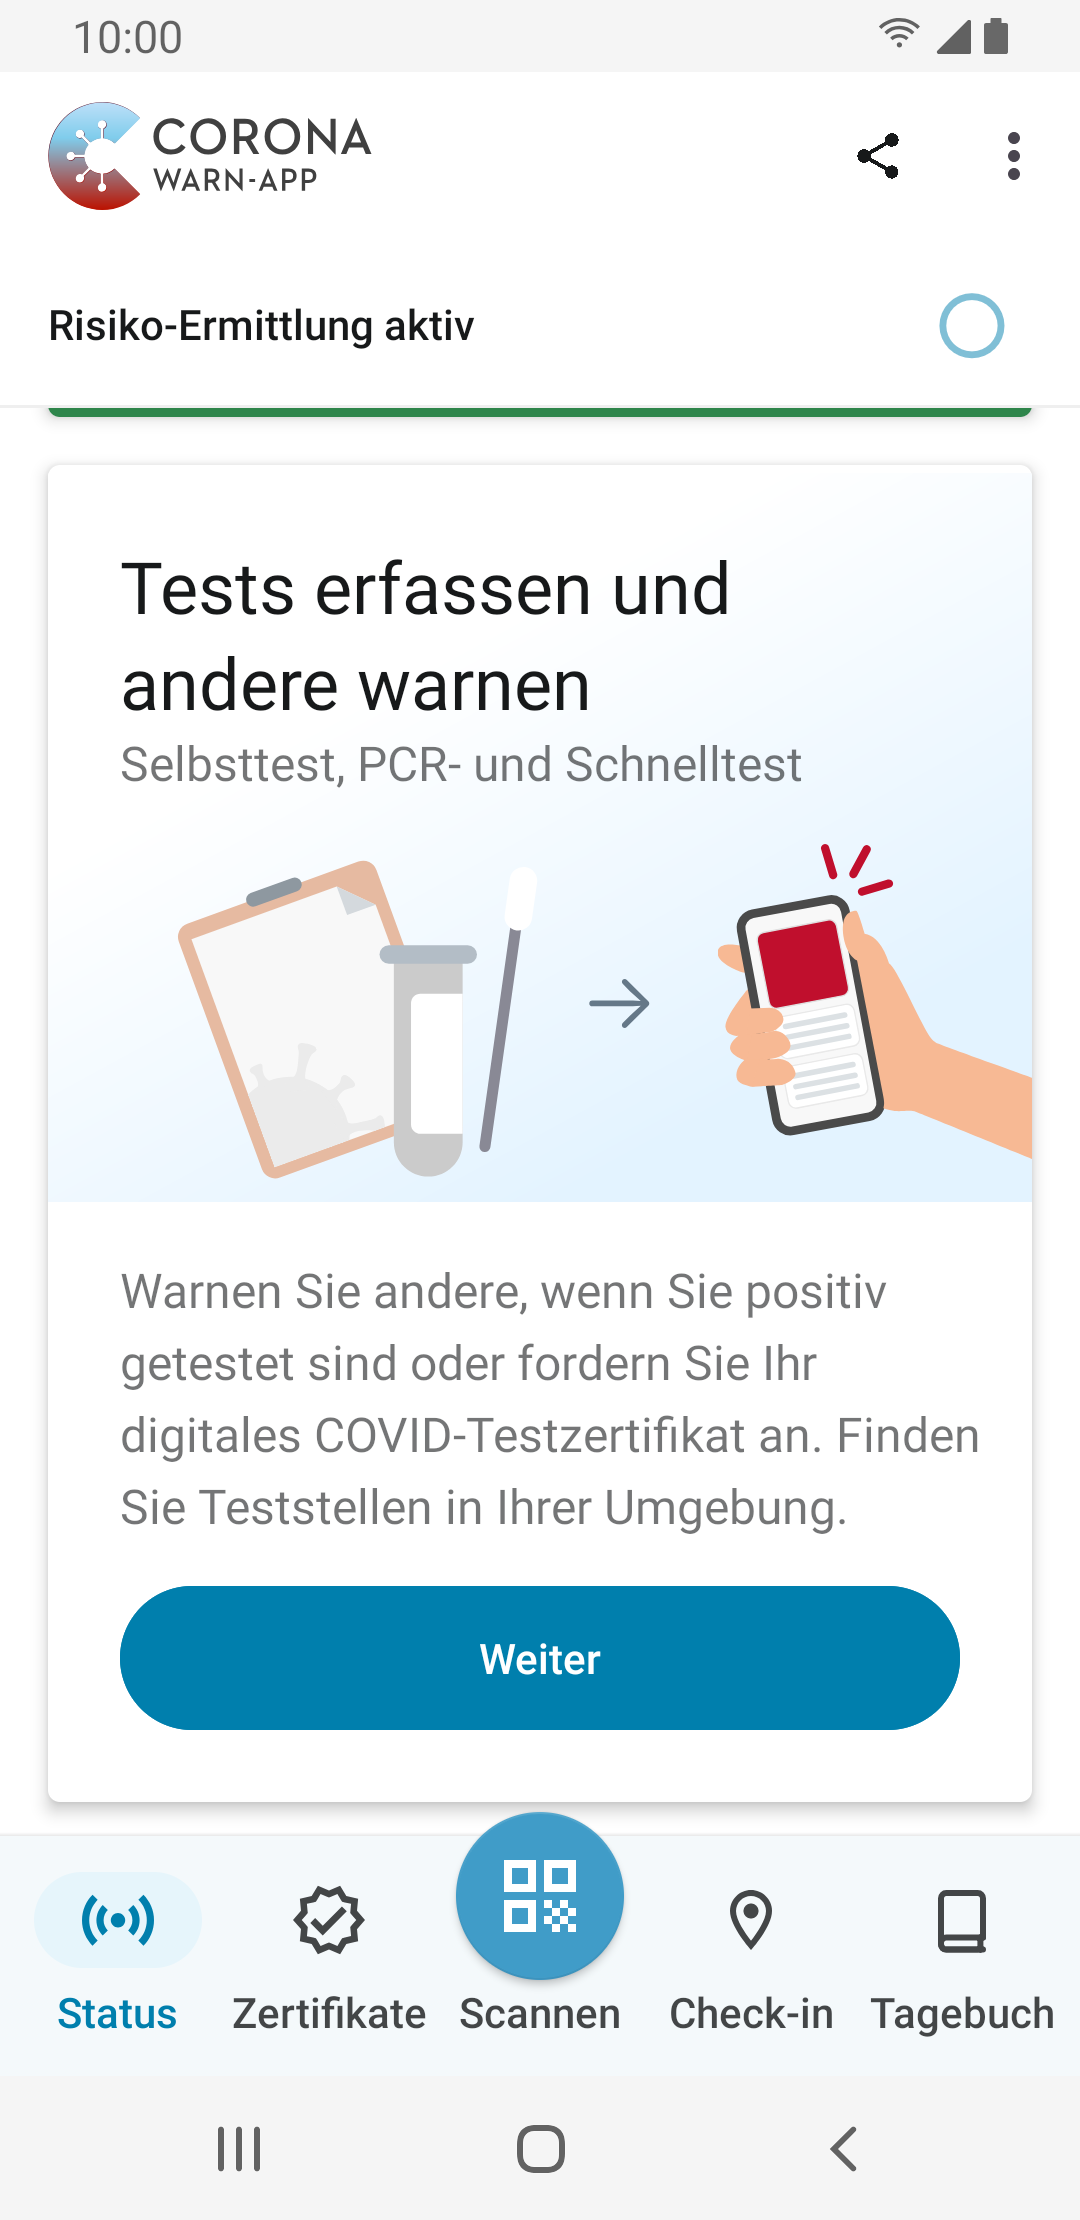 10:00
CORONA
WARN-APP
Risiko-Ermittlung aktiv
Tests erfassen und
andere warnen
Selbsttest, PCR- und Schnelltest
Warnen Sie andere, wenn Sie positiv
getestet sind oder fordern Sie Ihr
digitales COVID-Testzertifikat an. Finden
Sie Teststellen in Ihrer Umgebung.
Weiter
Status
Zertifikate
Scannen
Check-in
Tagebuch